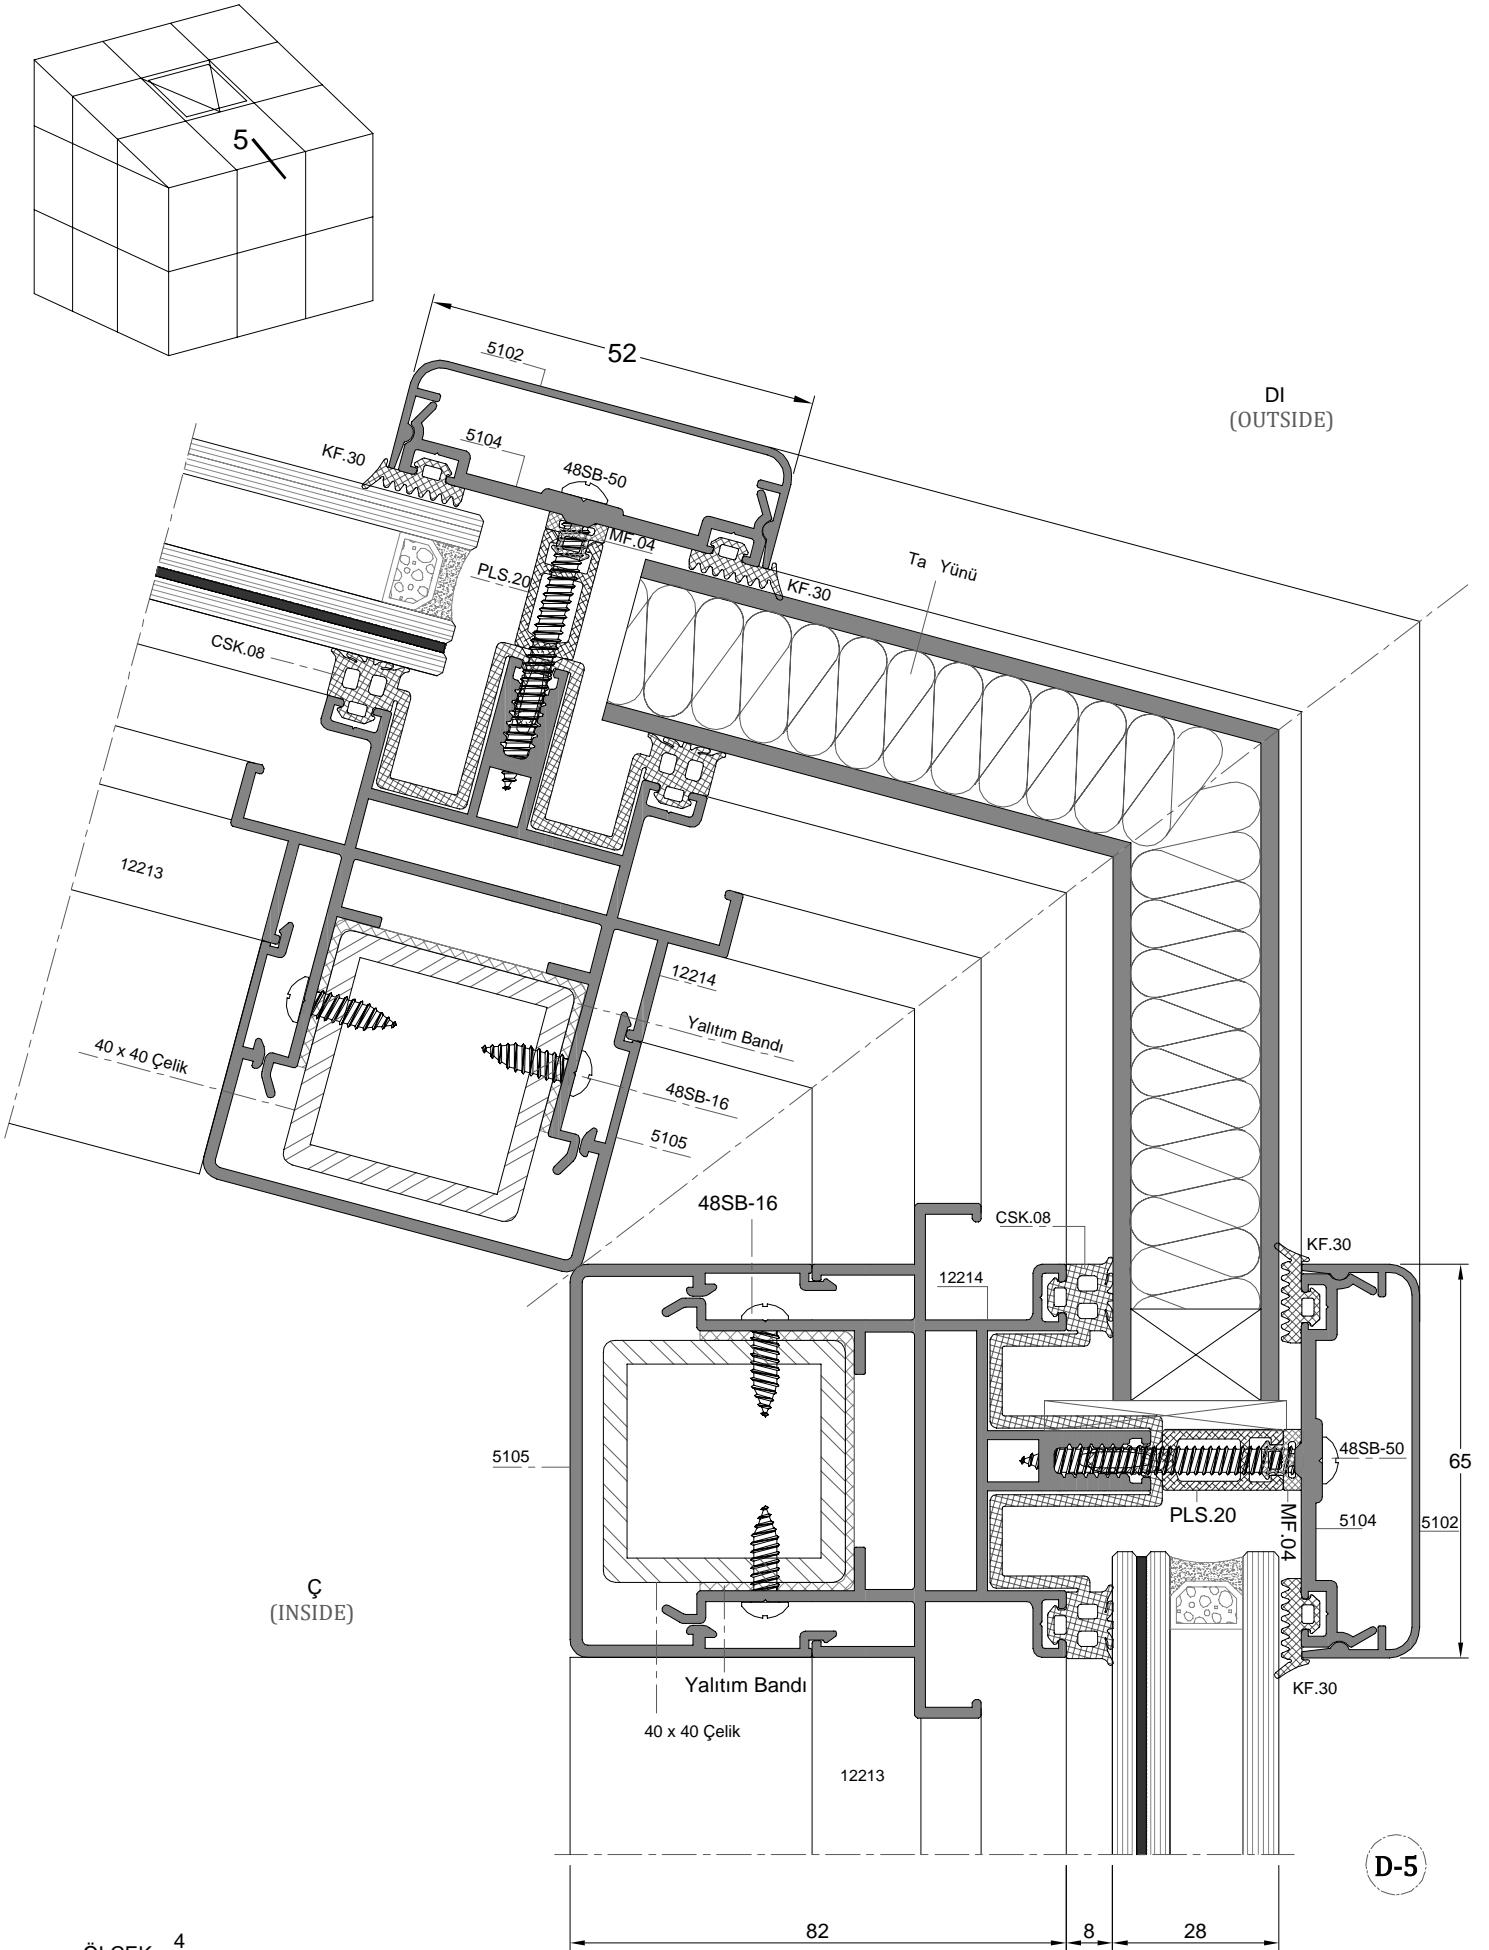 5
5102
52
DI
(OUTSIDE)
5104
KF.30
48SB-50
MF.04
PLS.20
KF.30
Ta Yünü
CSK.08
12213
12214
Yalıtım Bandı
40 x 40 Çelik
48SB-16
5105
48SB-16
CSK.08
KF.30
12214
5105
48SB-50
65
PLS.20
MF.04
5104
5102
Ç
(INSIDE)
Yalıtım Bandı
KF.30
40 x 40 Çelik
12213
D-5
82
8
28
4